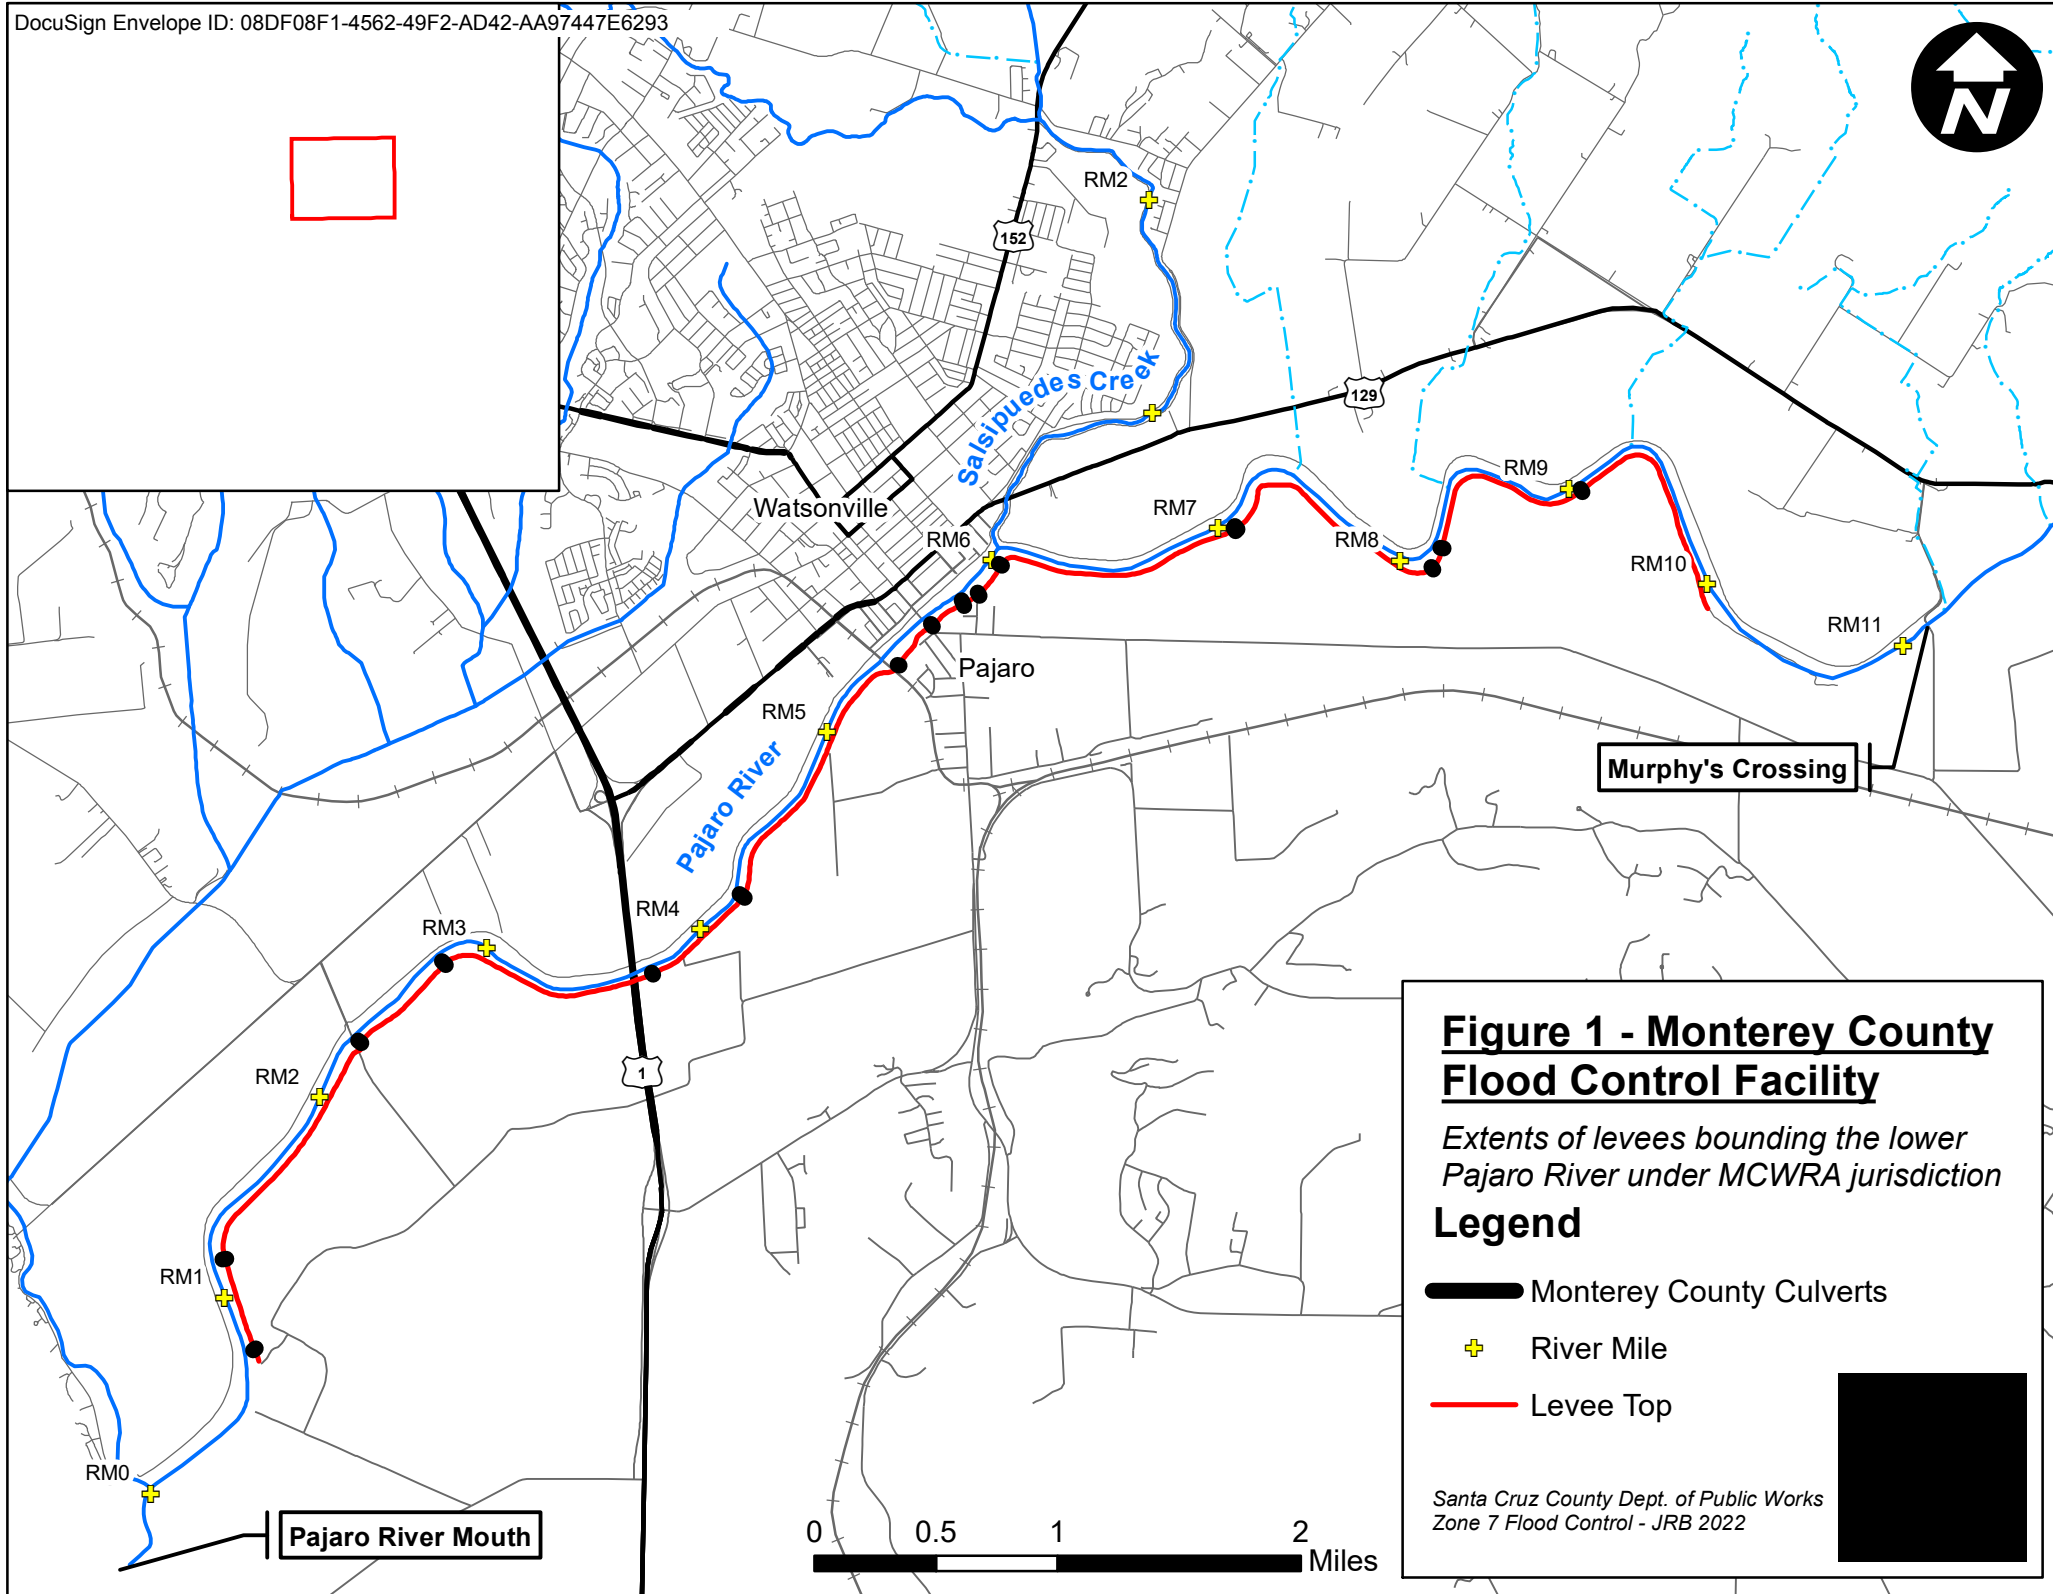 DocuSign Envelope ID: 08DF08F1-4562-49F2-AD42-AA97447E6293
N
RM2
152
Salsipuedes Creek
129
Watsonville
RM9
RM7
RM6
RM8
RM10
RM11
Pajaro
RM5
Murphy's Crossing
Pajaro River
RM4
RM3
1
RM2
RM1
RM0
Pajaro River Mouth
0 0.5 1 2
Miles
Figure 1 - Monterey County
Flood Control Facility
Extents of levees bounding the lower
Pajaro River under MCWRA jurisdiction
Legend
Monterey County Culverts
River Mile
Levee Top
Santa Cruz County Dept. of Public Works
Zone 7 Flood Control - JRB 2022